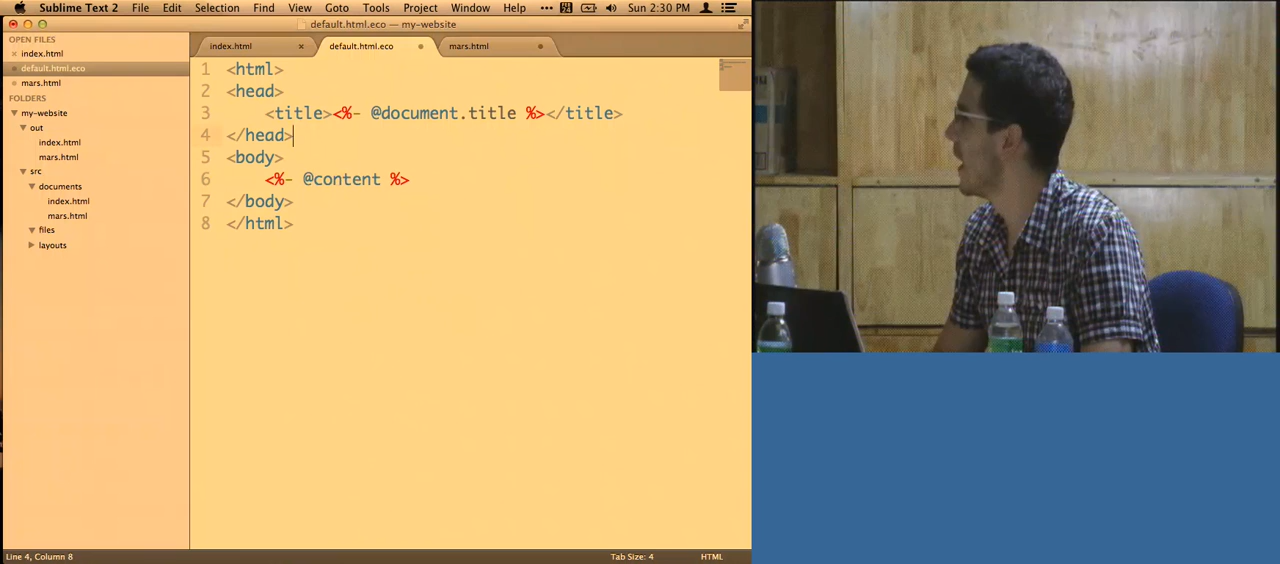 Sublime Text 2 File Edit Selection Find View Goto Tools Project Window Help Sun 2:30 PM
default.html.eco — my-website
OPEN FILES
index.html
default.html.eco
mars.html
FOLDERS
my-website
out
index.html
mars.html
src
documents
index.html
mars.html
files
layouts
index.html default.html.eco mars.html
1 <html>
2 <head>
3 <title><%- @document.title %></title>
4 </head>
5 <body>
6 <%- @content %>
7 </body>
8 </html>
Line 4, Column 8 Tab Size: 4 HTML